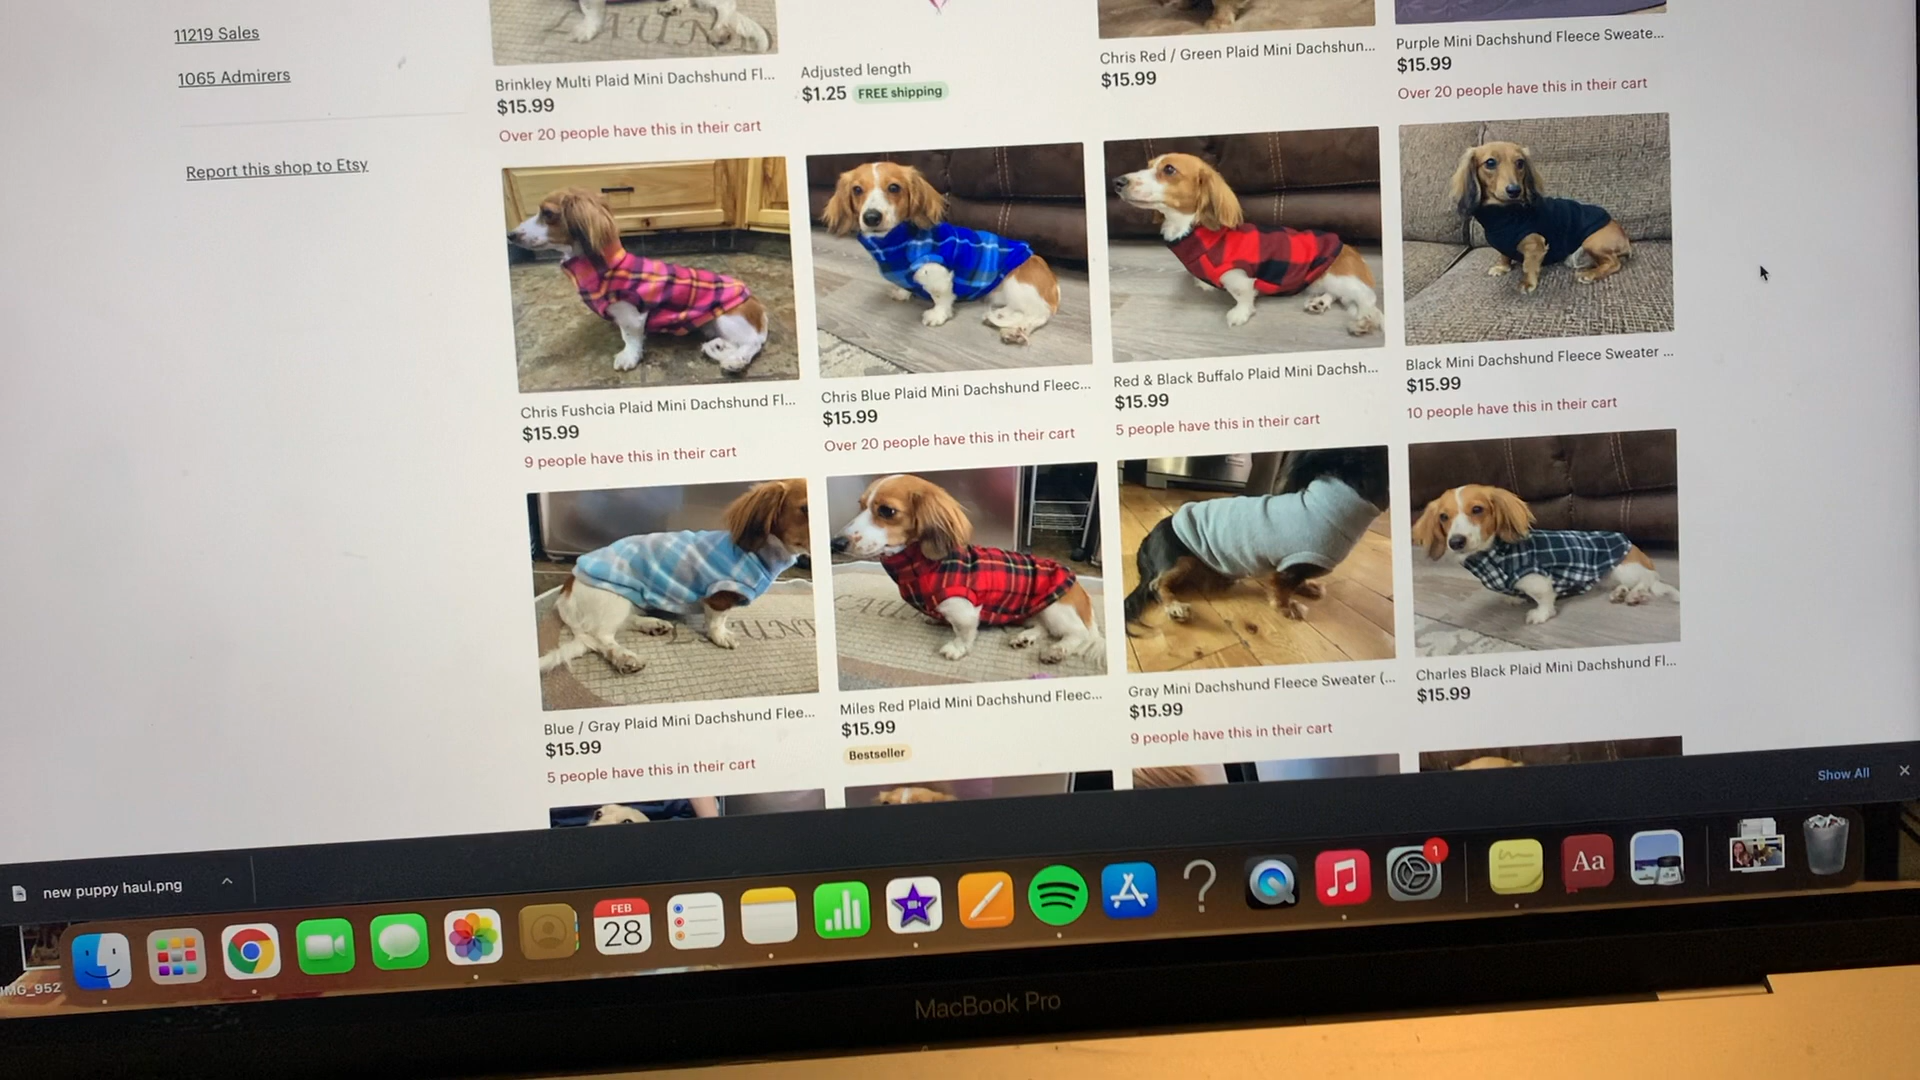 11219 Sales
1065 Admirers
Report this shop to Etsy
Brinkley Multi Plaid Mini Dachshund Fl...
$15.99
Over 20 people have this in their cart
Adjusted length
$1.25 FREE shipping
Chris Red / Green Plaid Mini Dachshun...
$15.99
Purple Mini Dachshund Fleece Sweate...
$15.99
Over 20 people have this in their cart
Chris Fushcia Plaid Mini Dachshund Fl...
$15.99
9 people have this in their cart
Chris Blue Plaid Mini Dachshund Fleec...
$15.99
Over 20 people have this in their cart
Red & Black Buffalo Plaid Mini Dachsh...
$15.99
5 people have this in their cart
Black Mini Dachshund Fleece Sweater ...
$15.99
10 people have this in their cart
Blue / Gray Plaid Mini Dachshund Flee...
$15.99
5 people have this in their cart
Miles Red Plaid Mini Dachshund Fleec...
$15.99
Bestseller
Gray Mini Dachshund Fleece Sweater (...
$15.99
9 people have this in their cart
Charles Black Plaid Mini Dachshund Fl...
$15.99
Show All
new puppy haul.png
FEB
28
1
Aa
IMG_952
MacBook Pro